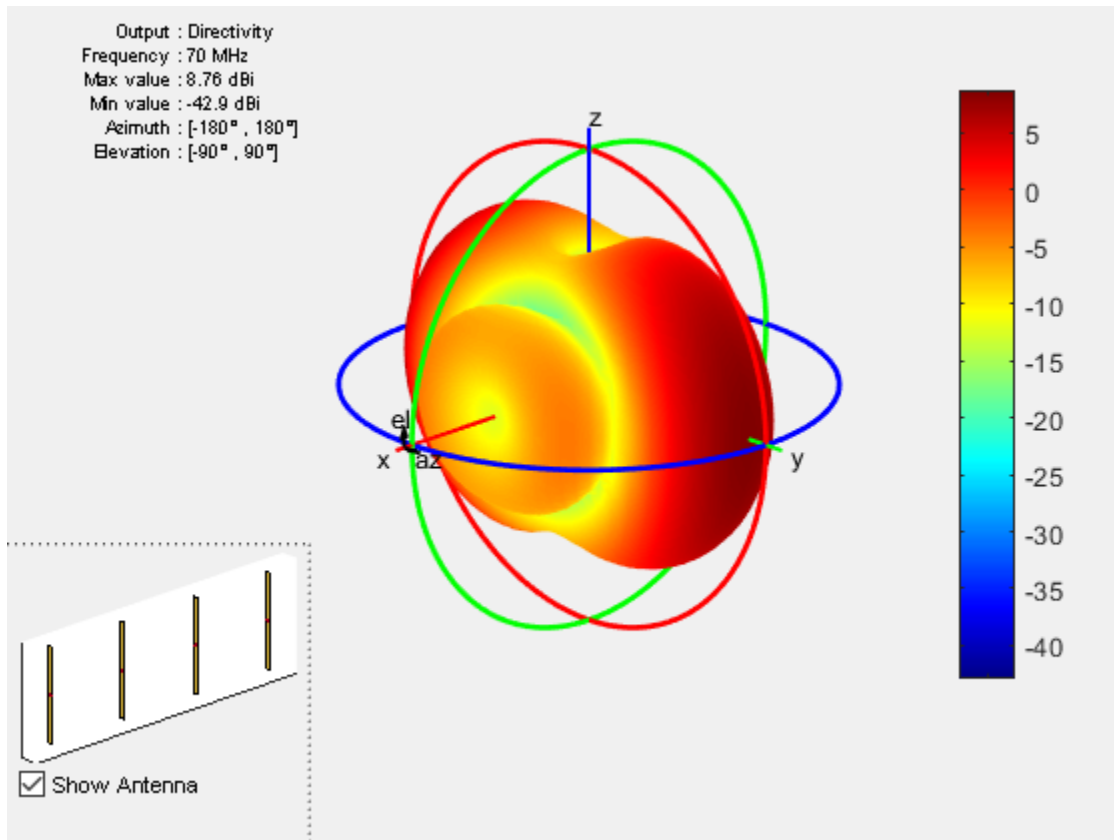 Output : Directivity
Frequency : 70 MHz
Max value : 8.76 dBi
Min value : -42.9 dBi
Azimuth : [-180° , 180°]
Elevation : [-90° , 90°]
z
el
x
az
y
5
0
-5
-10
-15
-20
-25
-30
-35
-40
Show Antenna